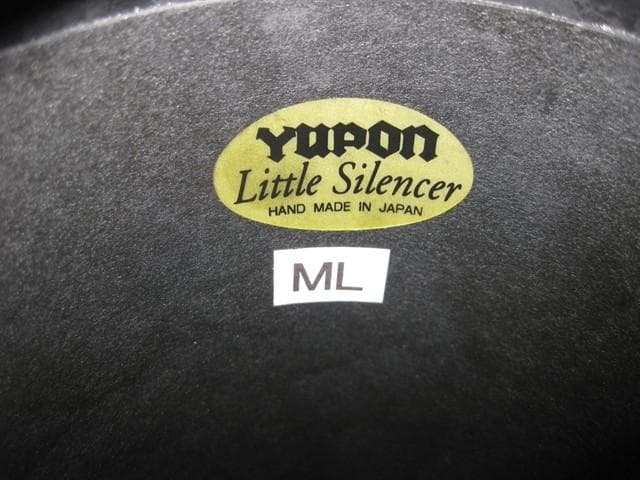 YUPON
Little Silencer
HAND MADE IN JAPAN
ML